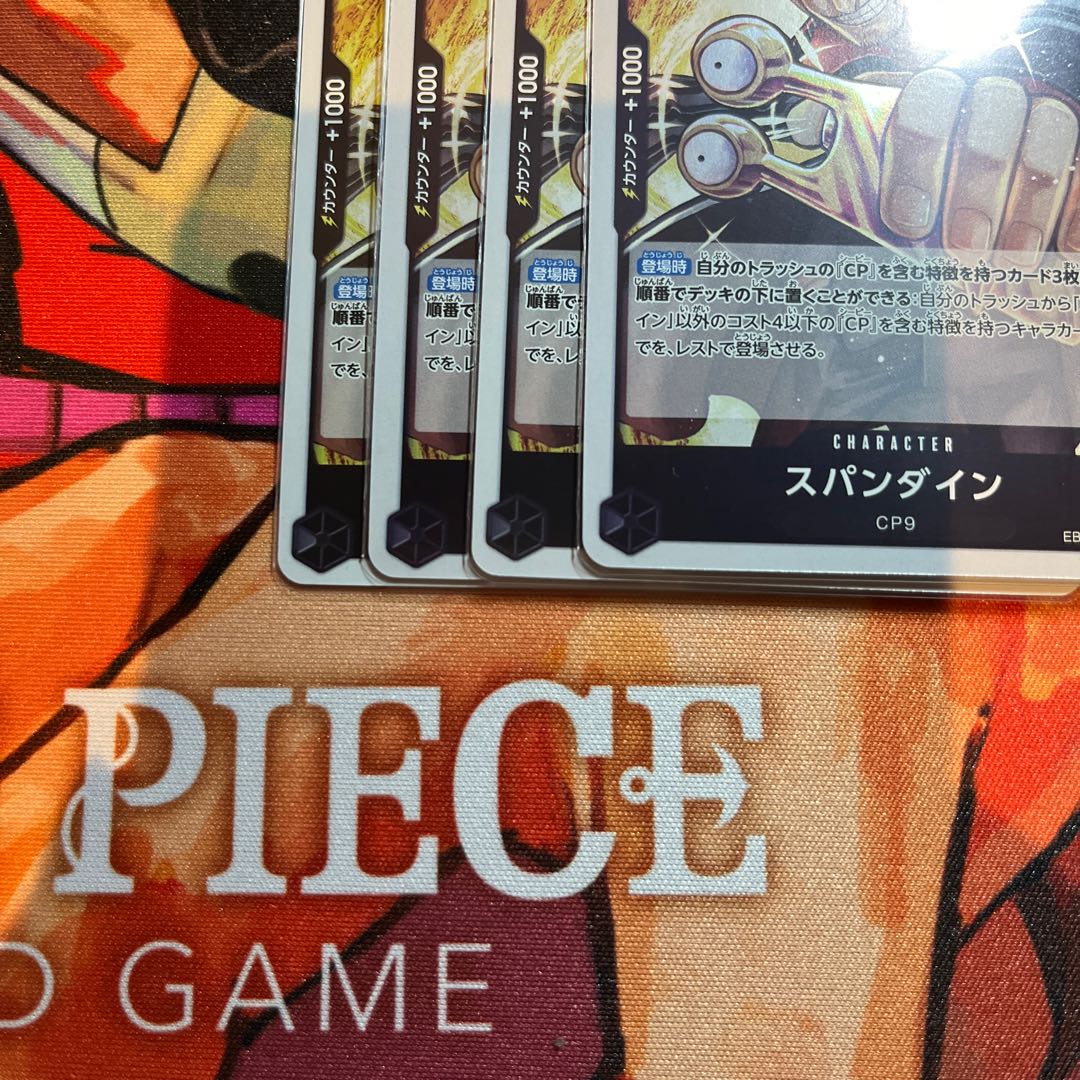 カウンター +1000
カウンター +1000
カウンター +1000
カウンター +1000
登場時
順番で
イン」以
でを、
登場時
順番で
イン」以
でを、レ
登場時
順番で
イン」以
でを、レ
登場時 自分のトラッシュの『CP』を含む特徴を持つカード3枚
順番でデッキの下に置くことができる：自分のトラッシュから「
イン」以外のコスト4以下の『CP』を含む特徴を持つキャラカー
でを、レストで登場させる。
CHARACTER
スパンダイン
CP9
EB
PIECE
D GAME